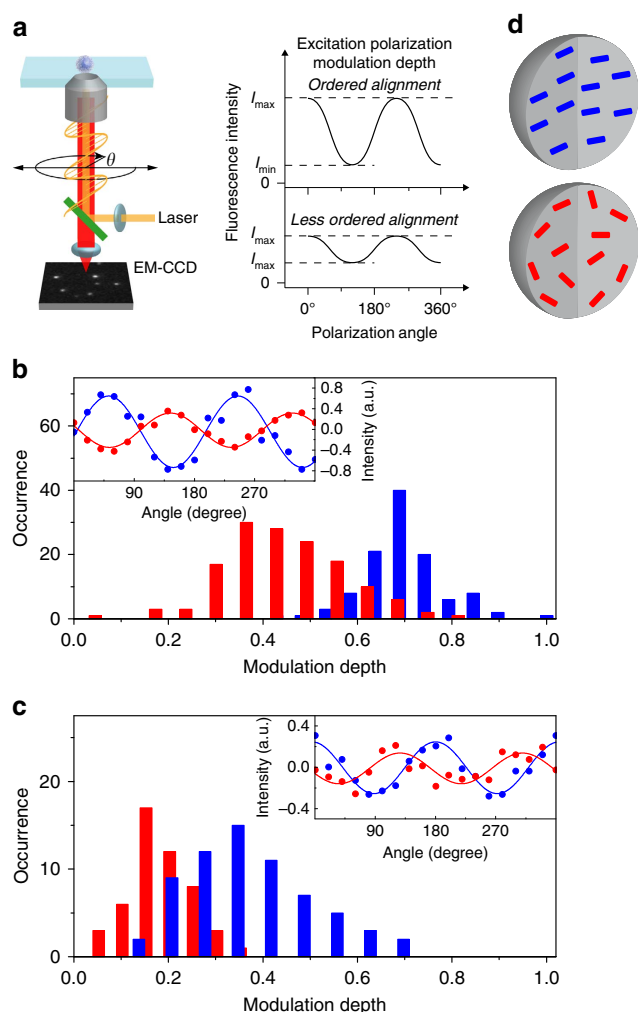 a
θ
Laser
EM-CCD
Excitation polarization
modulation depth
Ordered alignment
Fluorescence intensity
Imax
Imin
0
Less ordered alignment
Imax
Imax
0
0° 180° 360°
Polarization angle
d
b
60
40
20
0
Occurrence
0.8
0.4
0.0
−0.4
−0.8
Intensity (a.u.)
90 180 270
Angle (degree)
0.0 0.2 0.4 0.6 0.8 1.0
Modulation depth
c
20
10
0
Occurrence
0.4
0.0
−0.4
Intensity (a.u.)
90 180 270
Angle (degree)
0.0 0.2 0.4 0.6 0.8 1.0
Modulation depth